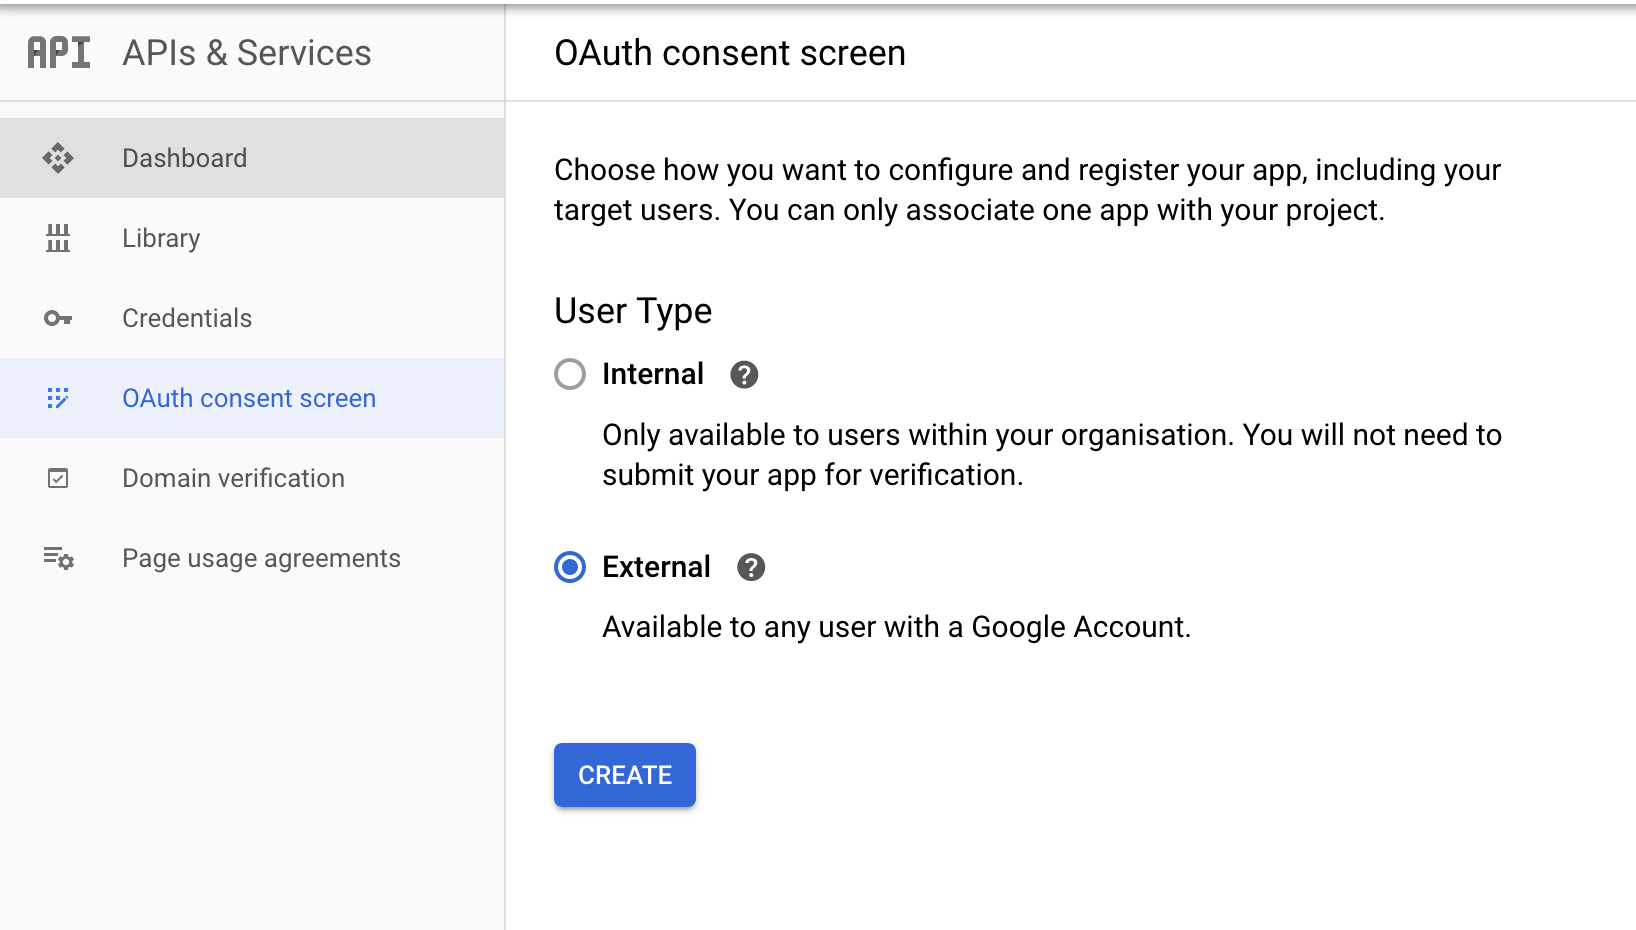 API APIs & Services
Dashboard
Library
Credentials
OAuth consent screen
Domain verification
Page usage agreements
OAuth consent screen
Choose how you want to configure and register your app, including your
target users. You can only associate one app with your project.
User Type
Internal
Only available to users within your organisation. You will not need to
submit your app for verification.
External
Available to any user with a Google Account.
CREATE